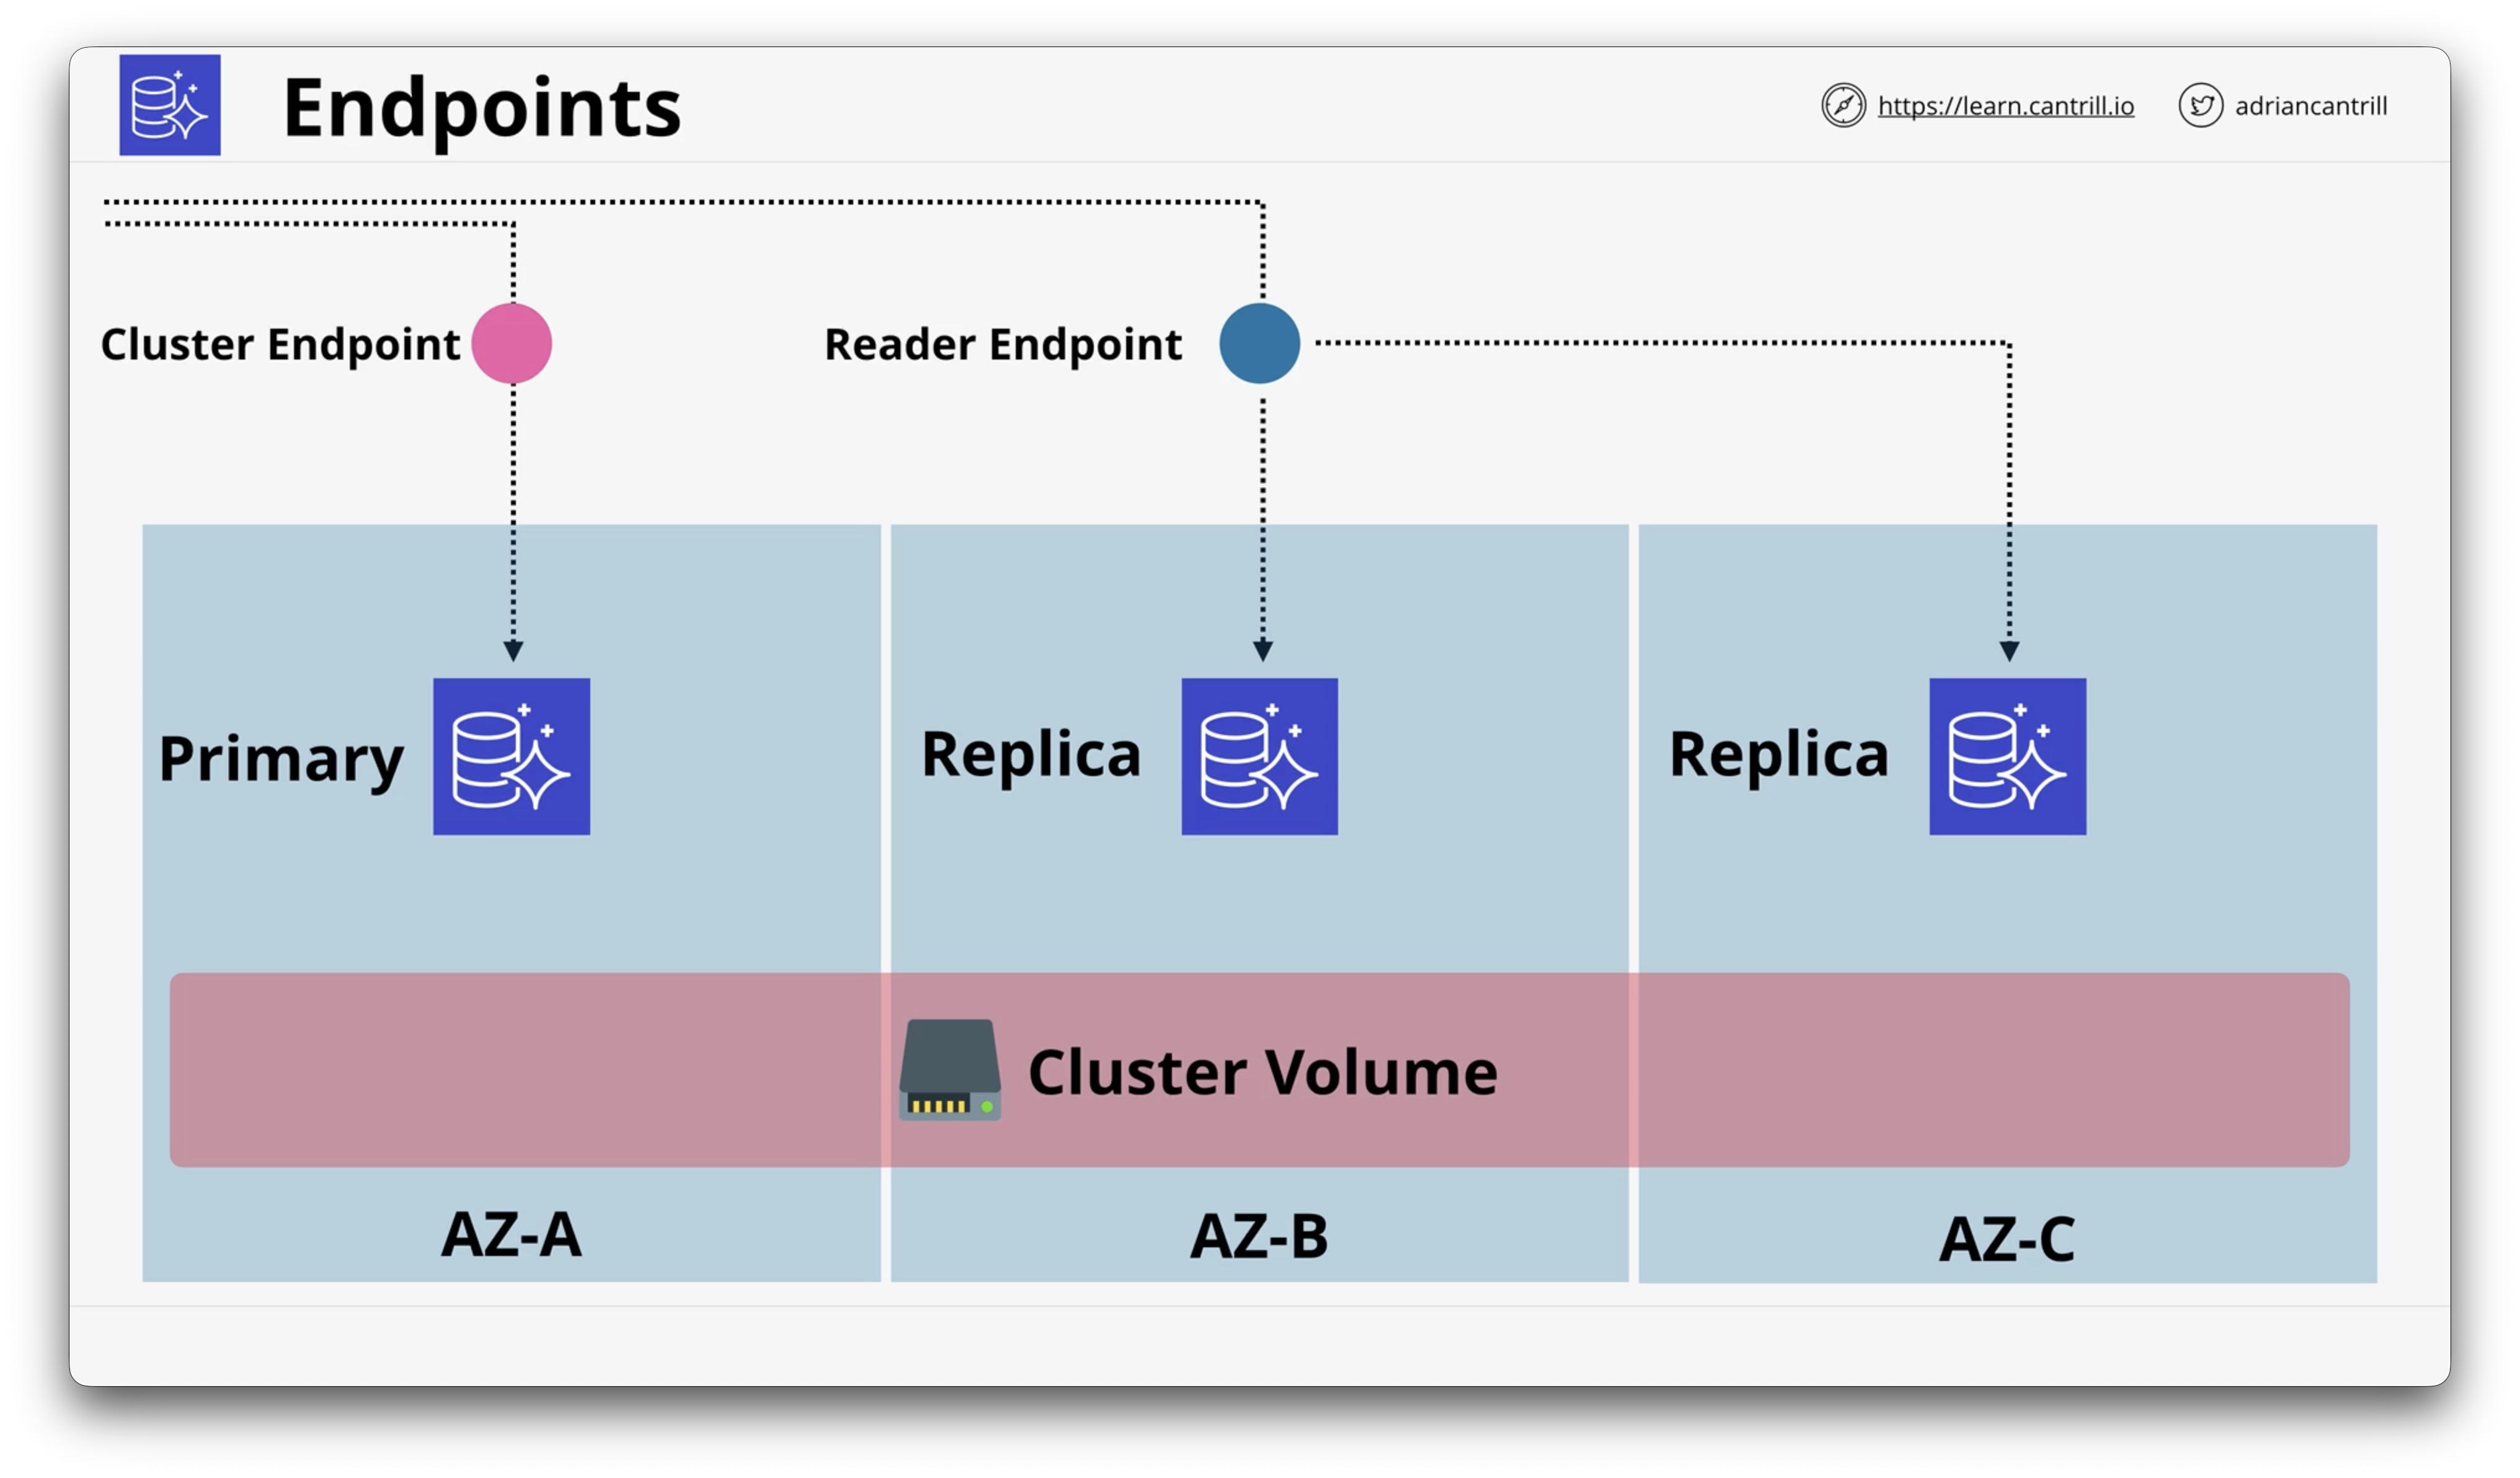 Endpoints
https://learn.cantrill.io
adriancantrill
Cluster Endpoint
Reader Endpoint
Primary
Replica
Replica
Cluster Volume
AZ-A
AZ-B
AZ-C